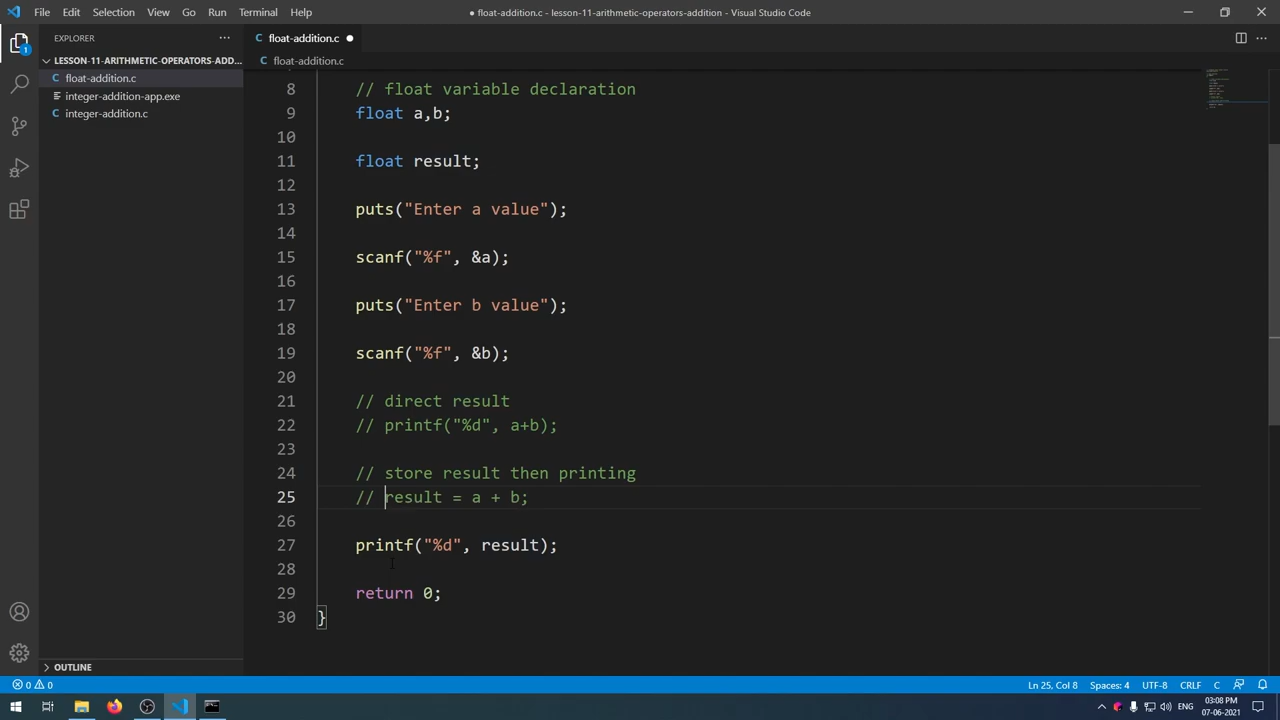 File Edit Selection View Go Run Terminal Help
● float-addition.c - lesson-11-arithmetic-operators-addition - Visual Studio Code
EXPLORER
LESSON-11-ARITHMETIC-OPERATORS-ADD...
C float-addition.c
integer-addition-app.exe
C integer-addition.c
OUTLINE
C float-addition.c ●
C float-addition.c
8 // float variable declaration
9 float a,b;
10
11 float result;
12
13 puts("Enter a value");
14
15 scanf("%f", &a);
16
17 puts("Enter b value");
18
19 scanf("%f", &b);
20
21 // direct result
22 // printf("%d", a+b);
23
24 // store result then printing
25 // result = a + b;
26
27 printf("%d", result);
28
29 return 0;
30 }
1
0 0
Ln 25, Col 8 Spaces: 4 UTF-8 CRLF C
ENG
03:08 PM
07-06-2021